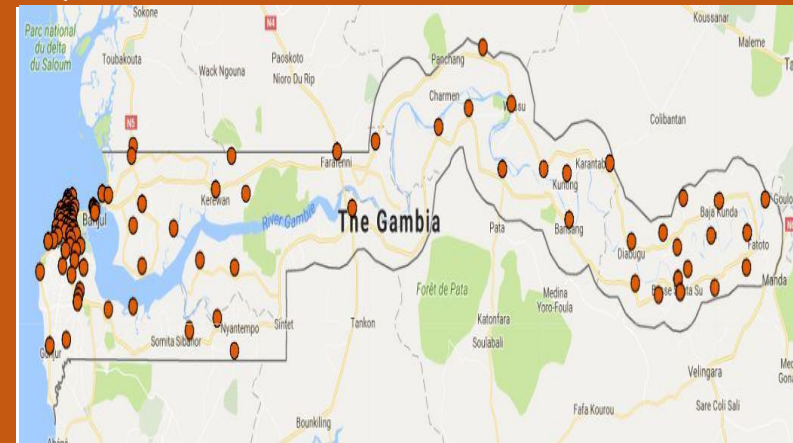 Sokone
Koussanar
Parc national
du delta
du Saloum
N4
Maleme
Toubakouta
Paoskoto
Panchang
Wack Ngouna
Nioro Du Rip
Charmen
N5
Colibantan
Farafenni
Karantaba
Kunting
Kerewan
Banjul
River Gambia
The Gambia
Pata
Bansang
Baja Kunda
Diabugu
Fatoto
Forêt de Pata
Medina
Yoro-Foula
Manda
Katonfara
Nyantempo
Sintet
Tankon
Somita
Sibanor
Soulabali
Gunjur
Velingara
Bounkiling
Fafa Kourou
Sare Coli Sali